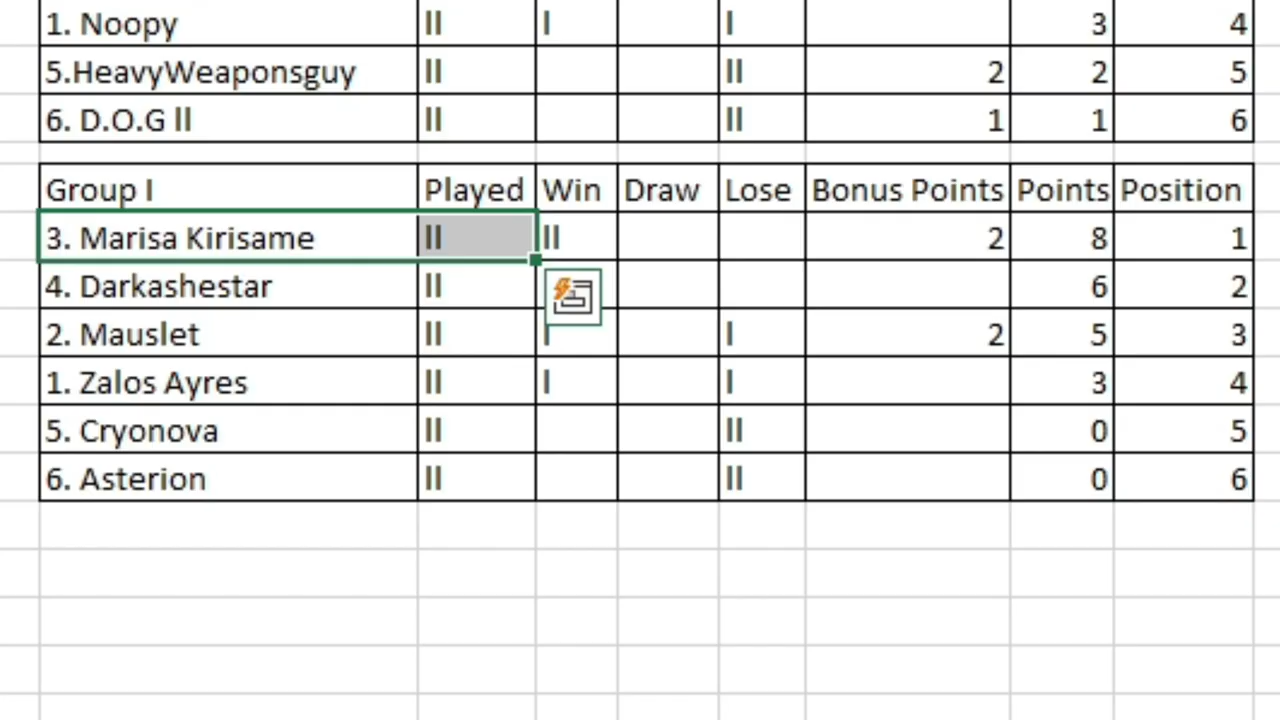 1. Noopy II I I 3 4
5.HeavyWeaponsguy II II 2 2 5
6. D.O.G II II II 1 1 6
Group I Played Win Draw Lose Bonus Points Points Position
3. Marisa Kirisame II II 2 8 1
4. Darkashestar II 6 2
2. Mauslet II I I 2 5 3
1. Zalos Ayres II I I 3 4
5. Cryonova II II 0 5
6. Asterion II II 0 6